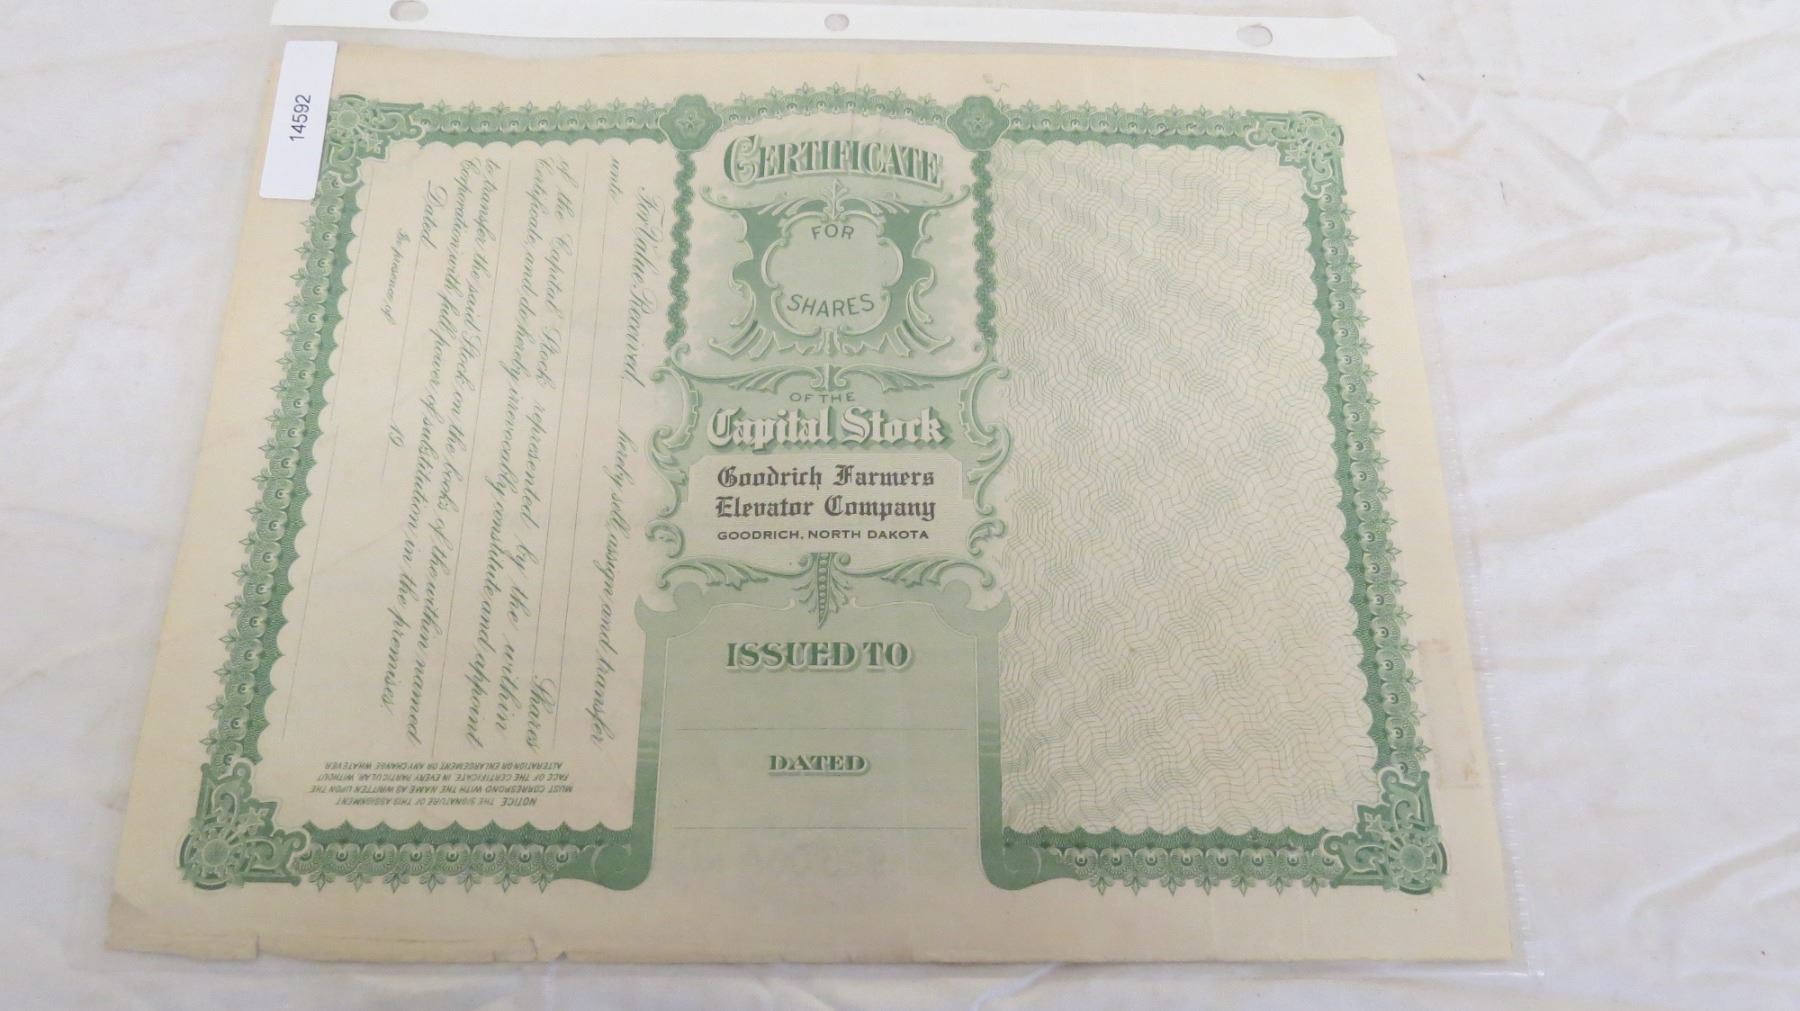 14592
CERTIFICATE
FOR
SHARES
OF THE
Capital Stock
Goodrich Farmers
Elevator Company
GOODRICH, NORTH DAKOTA
ISSUED TO
DATED
For Value Received, hereby sell, assign and transfer
unto
Shares
of the Capital Stock represented by the within
Certificate, and do hereby irrevocably constitute and appoint
to transfer the said Stock on the books of the within named
Corporation with full power of substitution in the premises.
Dated 19
In presence of
NOTICE THE SIGNATURE OF THIS ASSIGNMENT
MUST CORRESPOND WITH THE NAME AS WRITTEN UPON THE
FACE OF THE CERTIFICATE, IN EVERY PARTICULAR, WITHOUT
ALTERATION OR ENLARGEMENT OR ANY CHANGE WHATEVER.